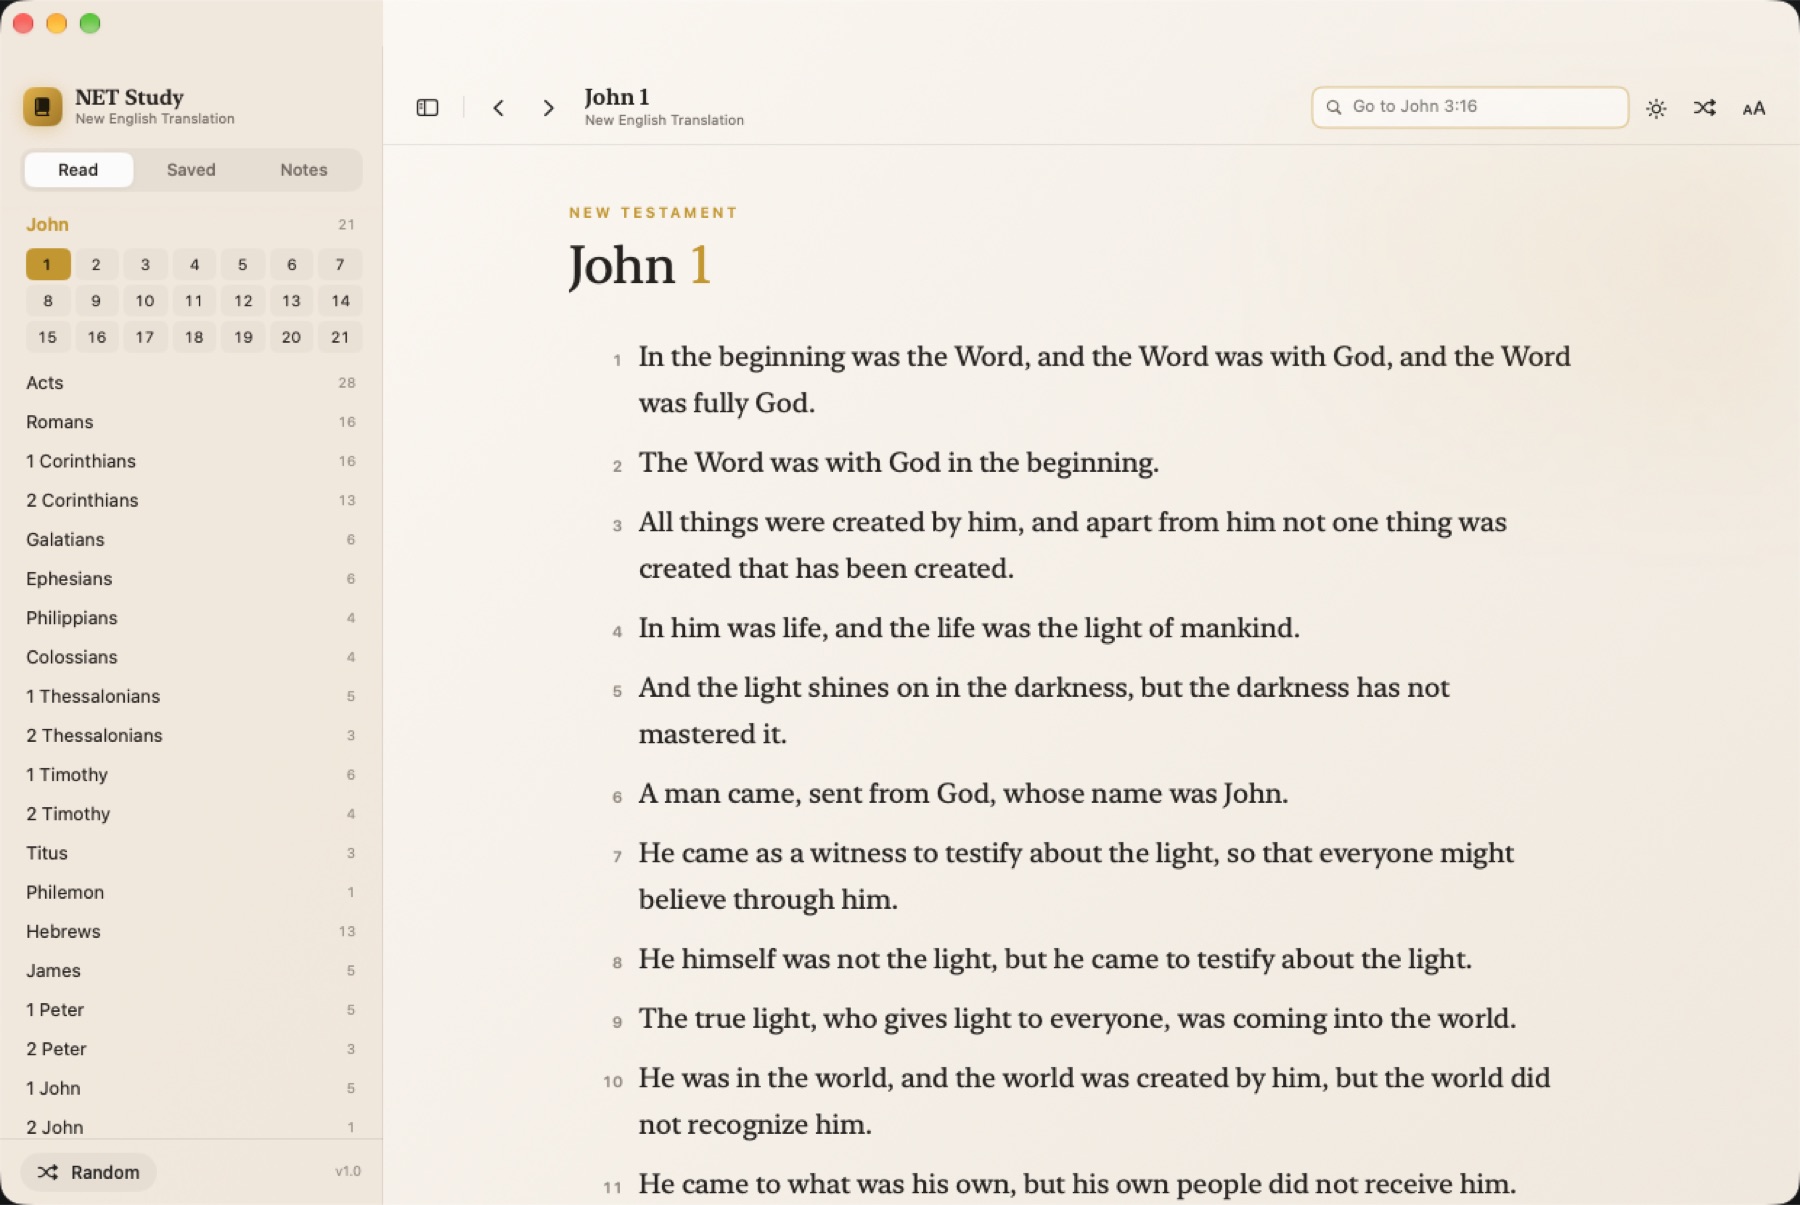 NET Study
New English Translation
Read Saved Notes
John 21
1 2 3 4 5 6 7
8 9 10 11 12 13 14
15 16 17 18 19 20 21
Acts 28
Romans 16
1 Corinthians 16
2 Corinthians 13
Galatians 6
Ephesians 6
Philippians 4
Colossians 4
1 Thessalonians 5
2 Thessalonians 3
1 Timothy 6
2 Timothy 4
Titus 3
Philemon 1
Hebrews 13
James 5
1 Peter 5
2 Peter 3
1 John 5
2 John 1
Random v1.0
John 1
New English Translation
Go to John 3:16
AA
NEW TESTAMENT
John 1
1 In the beginning was the Word, and the Word was with God, and the Word
was fully God.
2 The Word was with God in the beginning.
3 All things were created by him, and apart from him not one thing was
created that has been created.
4 In him was life, and the life was the light of mankind.
5 And the light shines on in the darkness, but the darkness has not
mastered it.
6 A man came, sent from God, whose name was John.
7 He came as a witness to testify about the light, so that everyone might
believe through him.
8 He himself was not the light, but he came to testify about the light.
9 The true light, who gives light to everyone, was coming into the world.
10 He was in the world, and the world was created by him, but the world did
not recognize him.
11 He came to what was his own, but his own people did not receive him.